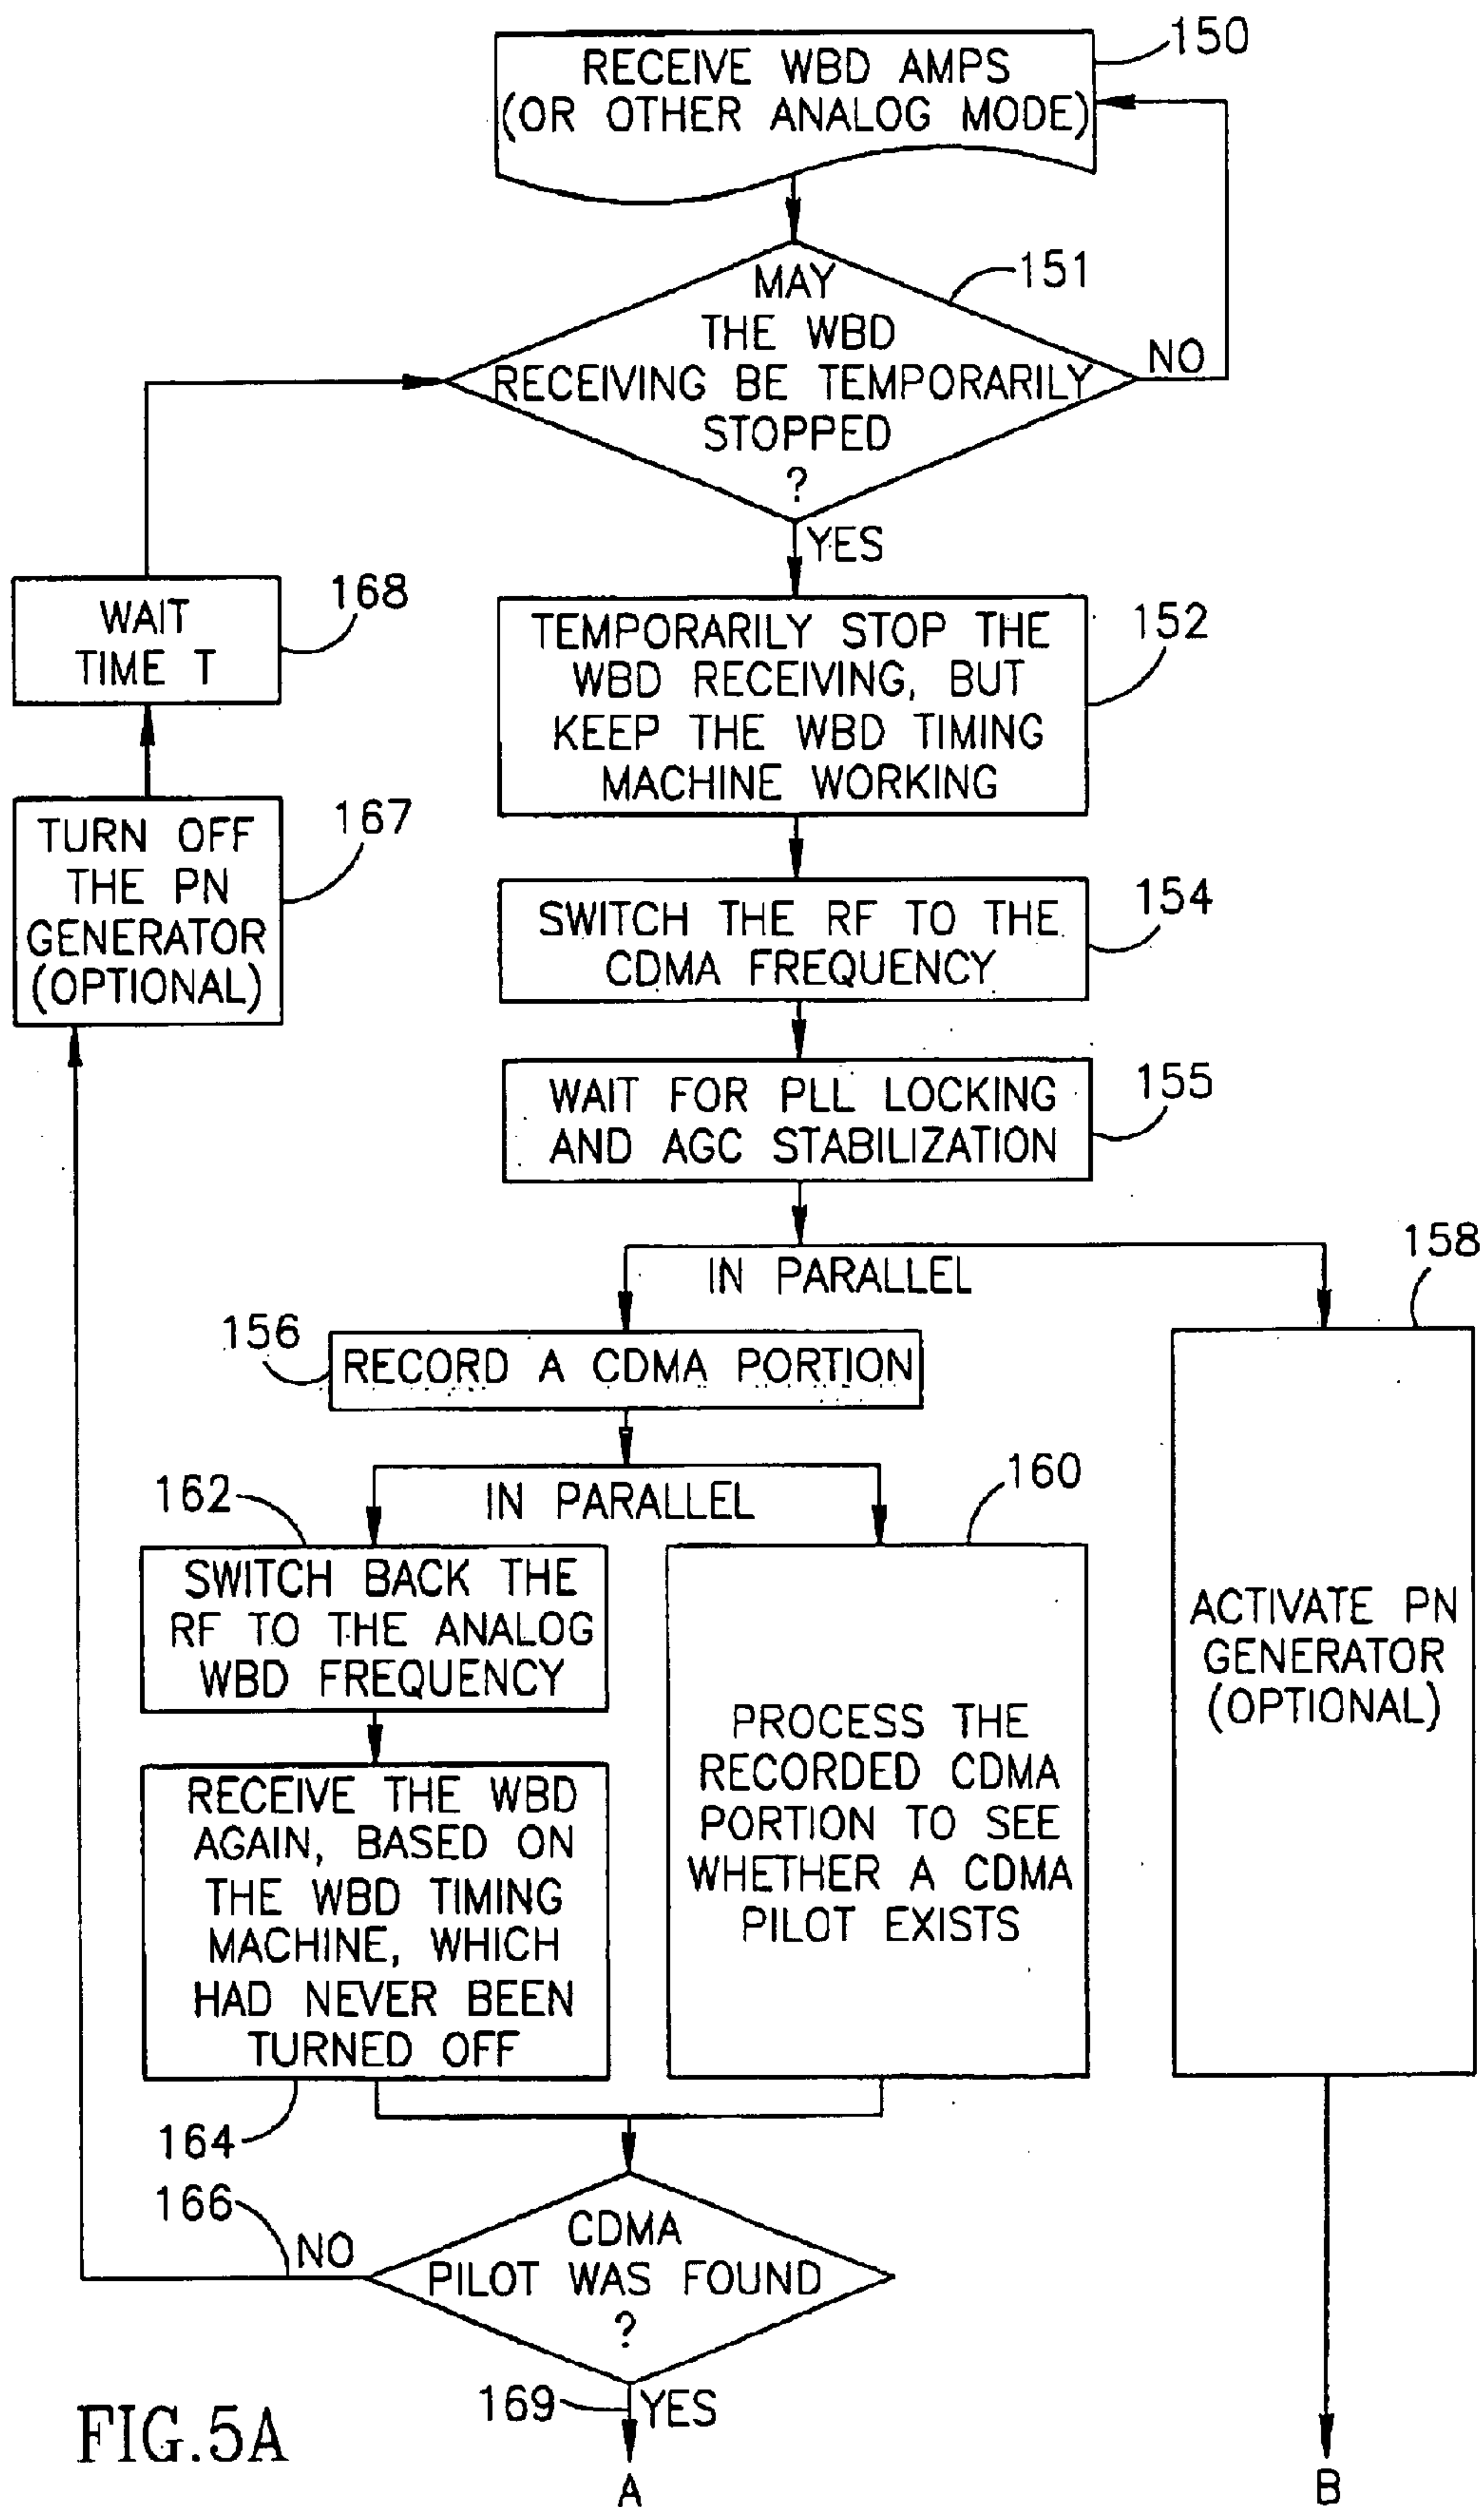 150
RECEIVE WBD AMPS
(OR OTHER ANALOG MODE)
151
MAY
THE WBD
RECEIVING BE TEMPORARILY
STOPPED
?
NO
YES
168
WAIT
TIME T
152
TEMPORARILY STOP THE
WBD RECEIVING, BUT
KEEP THE WBD TIMING
MACHINE WORKING
167
TURN OFF
THE PN
GENERATOR
(OPTIONAL)
154
SWITCH THE RF TO THE
CDMA FREQUENCY
155
WAIT FOR PLL LOCKING
AND AGC STABILIZATION
158
IN PARALLEL
156
RECORD A CDMA PORTION
160
162
IN PARALLEL
SWITCH BACK THE
RF TO THE ANALOG
WBD FREQUENCY
ACTIVATE PN
GENERATOR
(OPTIONAL)
PROCESS THE
RECORDED CDMA
PORTION TO SEE
WHETHER A CDMA
PILOT EXISTS
RECEIVE THE WBD
AGAIN, BASED ON
THE WBD TIMING
MACHINE, WHICH
HAD NEVER BEEN
TURNED OFF
164
166
NO
CDMA
PILOT WAS FOUND
?
169
YES
FIG.5A
A
B